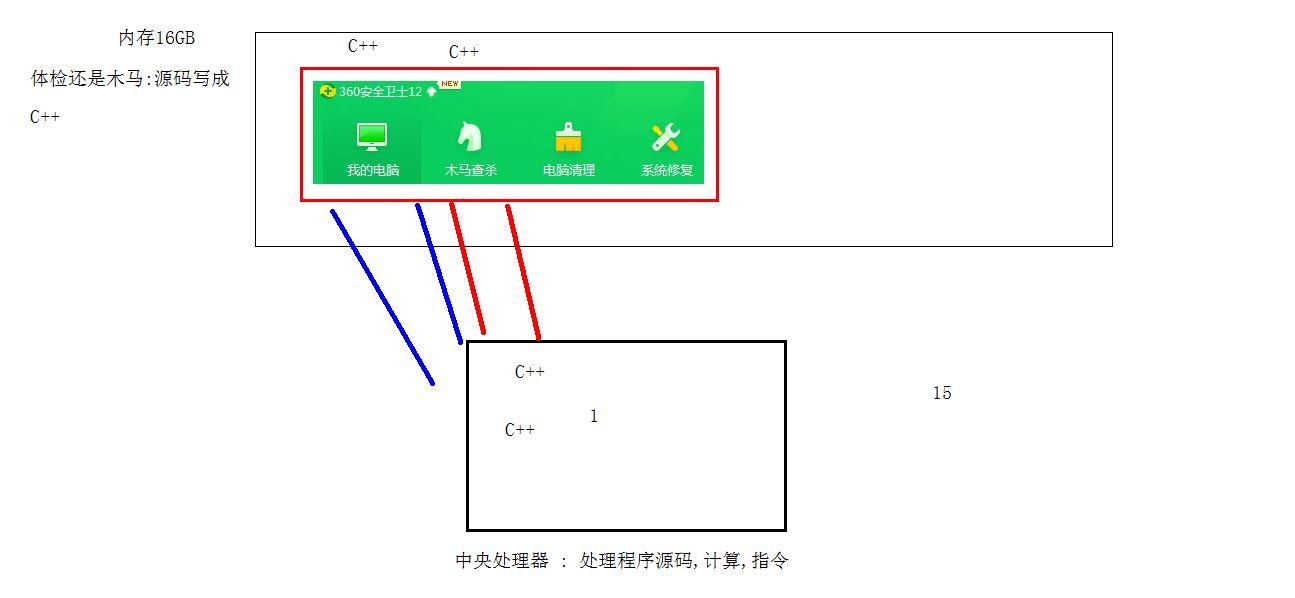 内存16GB
体检还是木马:源码写成
C++
C++
C++
360安全卫士12
NEW
我的电脑
木马查杀
电脑清理
系统修复
C++
1
C++
15
中央处理器 : 处理程序源码,计算,指令